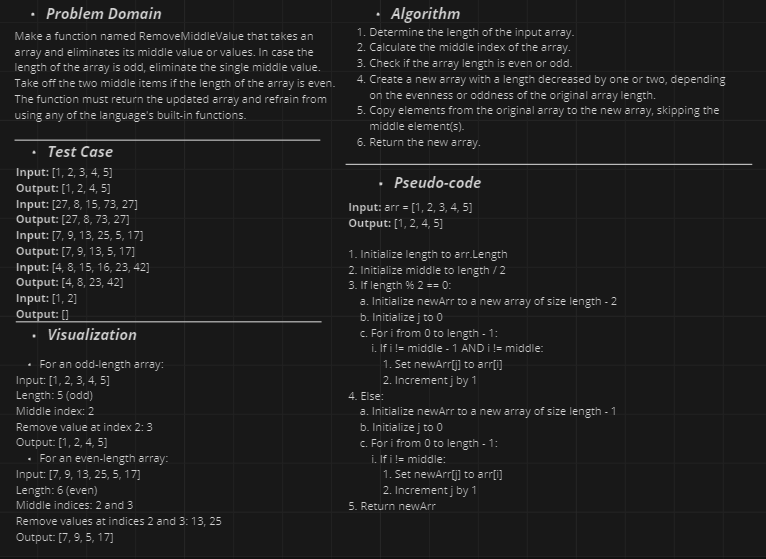 • Problem Domain
Make a function named RemoveMiddleValue that takes an
array and eliminates its middle value or values. In case the
length of the array is odd, eliminate the single middle value.
Take off the two middle items if the length of the array is even.
The function must return the updated array and refrain from
using any of the language's built-in functions.
• Test Case
Input: [1, 2, 3, 4, 5]
Output: [1, 2, 4, 5]
Input: [27, 8, 15, 73, 27]
Output: [27, 8, 73, 27]
Input: [7, 9, 13, 25, 5, 17]
Output: [7, 9, 13, 5, 17]
Input: [4, 8, 15, 16, 23, 42]
Output: [4, 8, 23, 42]
Input: [1, 2]
Output: []
• Visualization
• For an odd-length array:
Input: [1, 2, 3, 4, 5]
Length: 5 (odd)
Middle index: 2
Remove value at index 2: 3
Output: [1, 2, 4, 5]
• For an even-length array:
Input: [7, 9, 13, 25, 5, 17]
Length: 6 (even)
Middle indices: 2 and 3
Remove values at indices 2 and 3: 13, 25
Output: [7, 9, 5, 17]
• Algorithm
1. Determine the length of the input array.
2. Calculate the middle index of the array.
3. Check if the array length is even or odd.
4. Create a new array with a length decreased by one or two, depending
on the evenness or oddness of the original array length.
5. Copy elements from the original array to the new array, skipping the
middle element(s).
6. Return the new array.
• Pseudo-code
Input: arr = [1, 2, 3, 4, 5]
Output: [1, 2, 4, 5]
1. Initialize length to arr.Length
2. Initialize middle to length / 2
3. If length % 2 == 0:
a. Initialize newArr to a new array of size length - 2
b. Initialize j to 0
c. For i from 0 to length - 1:
i. If i != middle - 1 AND i != middle:
1. Set newArr[j] to arr[i]
2. Increment j by 1
4. Else:
a. Initialize newArr to a new array of size length - 1
b. Initialize j to 0
c. For i from 0 to length - 1:
i. If i != middle:
1. Set newArr[j] to arr[i]
2. Increment j by 1
5. Return newArr